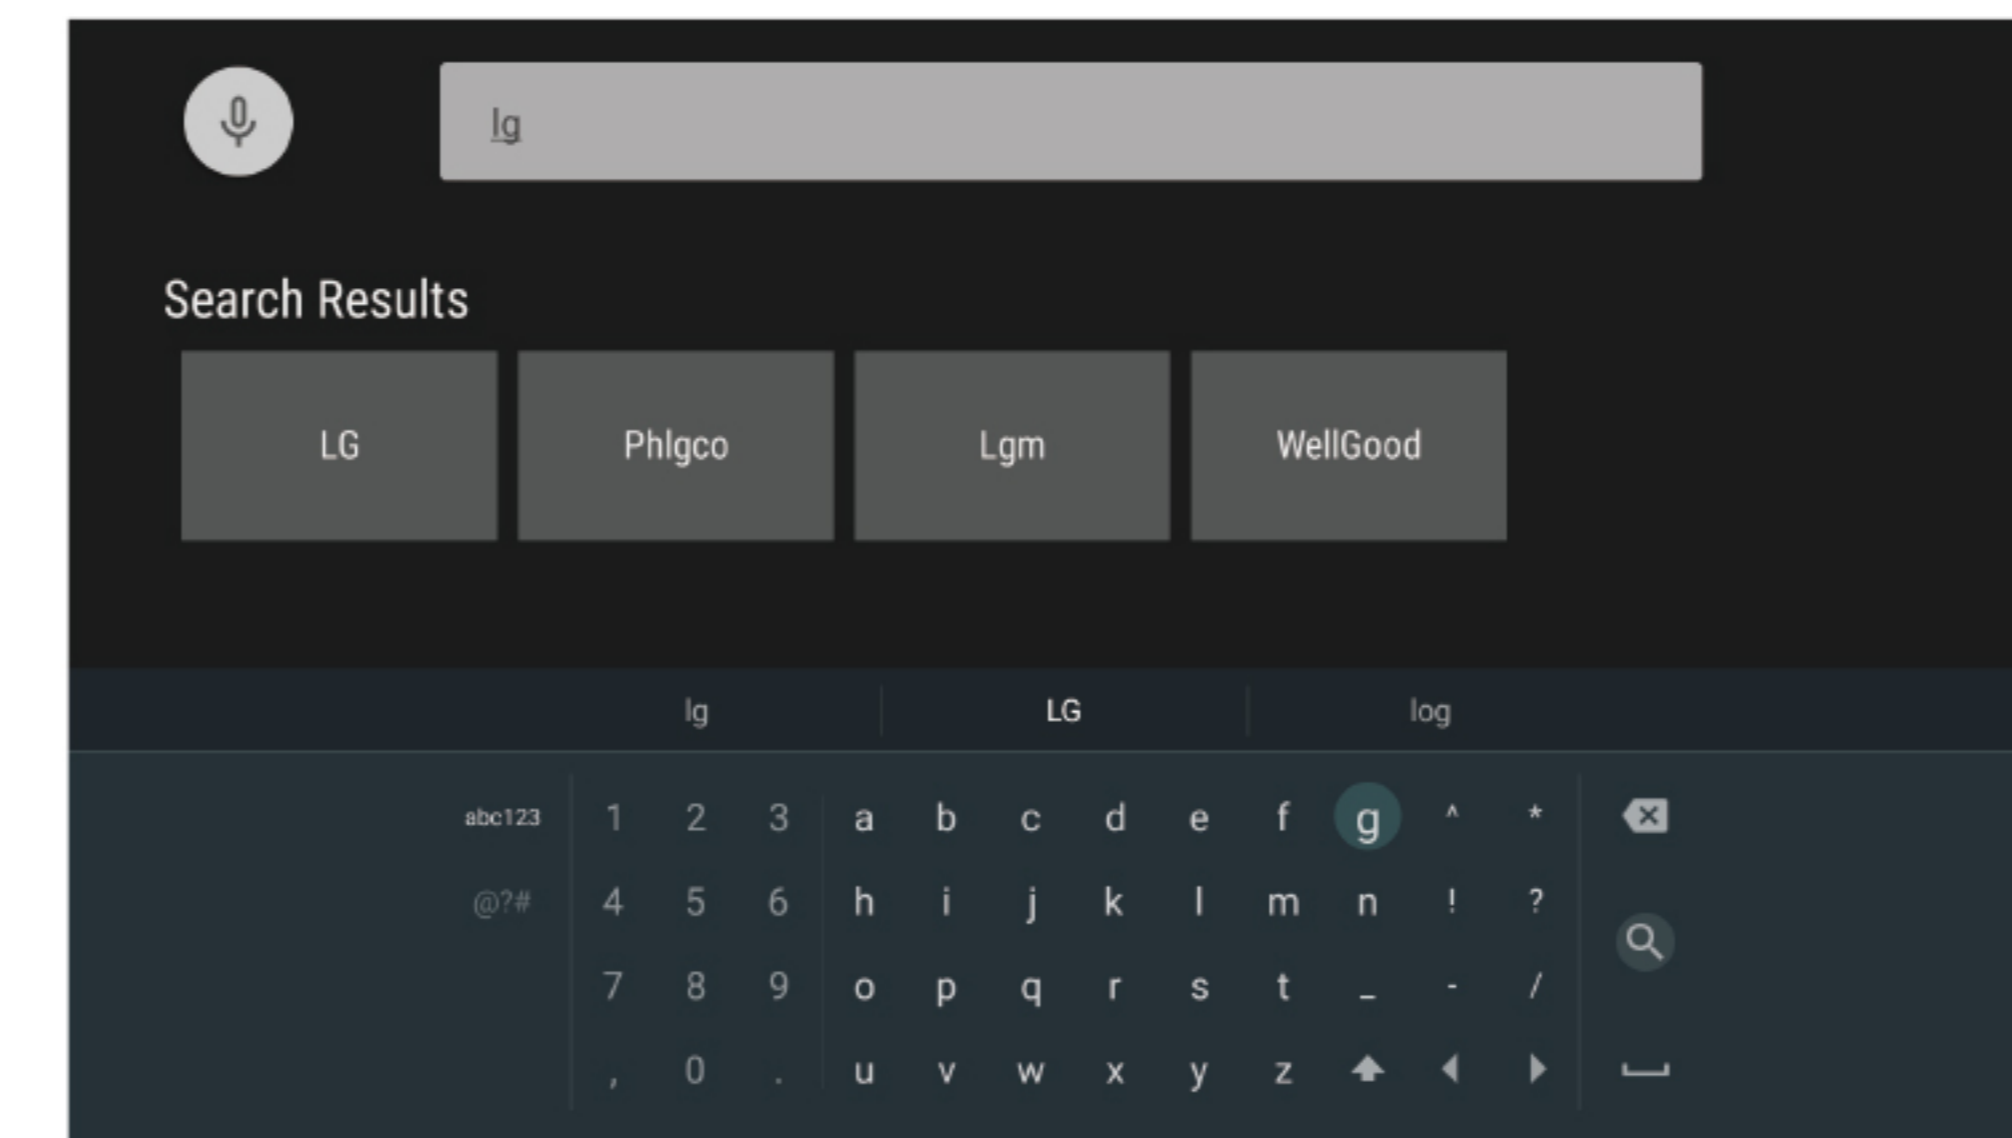 lg
Search Results
LG Phlgco Lgm WellGood
lg LG log
abc123 1 2 3 a b c d e f g ^ *
@?# 4 5 6 h i j k l m n ! ?
7 8 9 o p q r s t _ - /
, 0 . u v w x y z